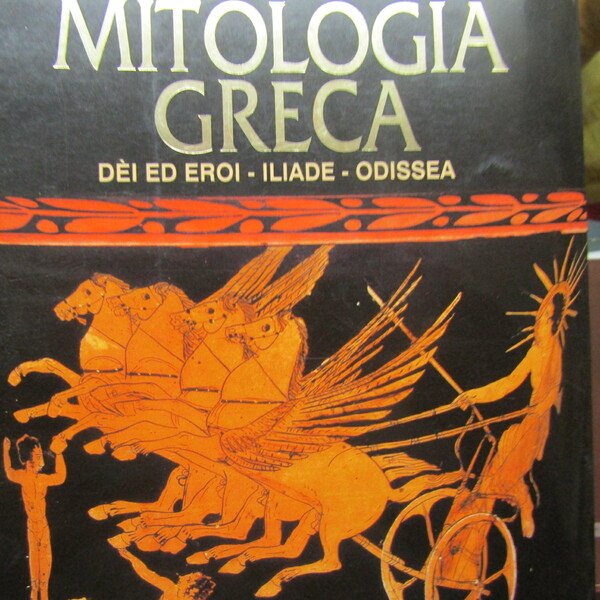 MITOLOGIA
GRECA
DÈI ED EROI - ILIADE - ODISSEA